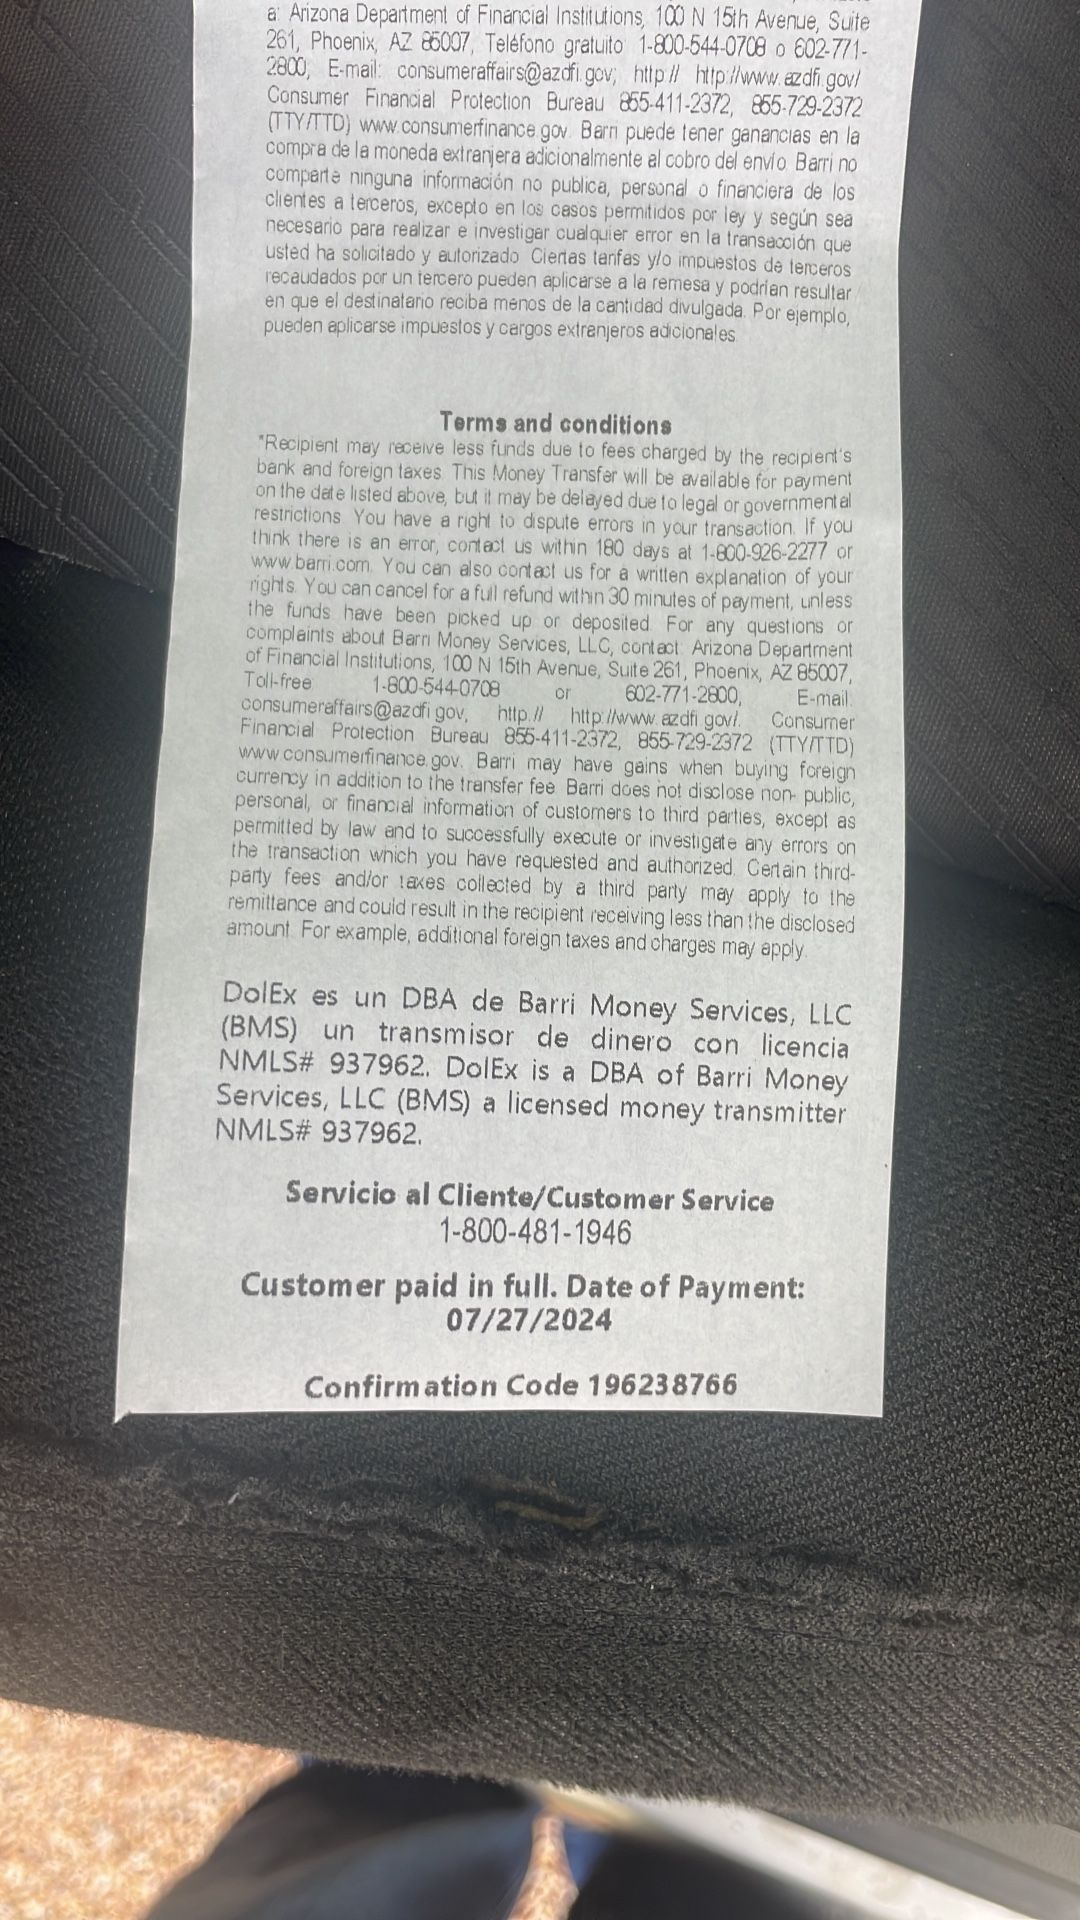 a: Arizona Department of Financial Institutions, 100 N 15th Avenue, Suite
261, Phoenix, AZ 85007, Teléfono gratuito 1-800-544-0708 o 602-771-
2800, E-mail: consumeraffairs@azdfi.gov; http:// http://www.azdfi.gov/
Consumer Financial Protection Bureau 855-411-2372, 855-729-2372
(TTY/TTD) www.consumerfinance.gov. Barri puede tener ganancias en la
compra de la moneda extranjera adicionalmente al cobro del envío. Barri no
comparte ninguna información no publica, personal o financiera de los
clientes a terceros, excepto en los casos permitidos por ley y según sea
necesario para realizar e investigar cualquier error en la transacción que
usted ha solicitado y autorizado. Ciertas tarifas y/o impuestos de terceros
recaudados por un tercero pueden aplicarse a la remesa y podrían resultar
en que el destinatario reciba menos de la cantidad divulgada. Por ejemplo,
pueden aplicarse impuestos y cargos extranjeros adicionales.
Terms and conditions
*Recipient may receive less funds due to fees charged by the recipient's
bank and foreign taxes. This Money Transfer will be available for payment
on the date listed above, but it may be delayed due to legal or governmental
restrictions. You have a right to dispute errors in your transaction. If you
think there is an error, contact us within 180 days at 1-800-926-2277 or
www.barri.com. You can also contact us for a written explanation of your
rights. You can cancel for a full refund within 30 minutes of payment, unless
the funds have been picked up or deposited. For any questions or
complaints about Barri Money Services, LLC, contact: Arizona Department
of Financial Institutions, 100 N 15th Avenue, Suite 261, Phoenix, AZ 85007,
Toll-free 1-800-544-0708 or 602-771-2800, E-mail:
consumeraffairs@azdfi.gov, http:// http://www.azdfi.gov/. Consumer
Financial Protection Bureau 855-411-2372, 855-729-2372 (TTY/TTD)
www.consumerfinance.gov. Barri may have gains when buying foreign
currency in addition to the transfer fee. Barri does not disclose non- public,
personal, or financial information of customers to third parties, except as
permitted by law and to successfully execute or investigate any errors on
the transaction which you have requested and authorized. Certain third-
party fees and/or taxes collected by a third party may apply to the
remittance and could result in the recipient receiving less than the disclosed
amount. For example, additional foreign taxes and charges may apply.
DolEx es un DBA de Barri Money Services, LLC
(BMS) un transmisor de dinero con licencia
NMLS# 937962. DolEx is a DBA of Barri Money
Services, LLC (BMS) a licensed money transmitter
NMLS# 937962.
Servicio al Cliente/Customer Service
1-800-481-1946
Customer paid in full. Date of Payment:
07/27/2024
Confirmation Code 196238766